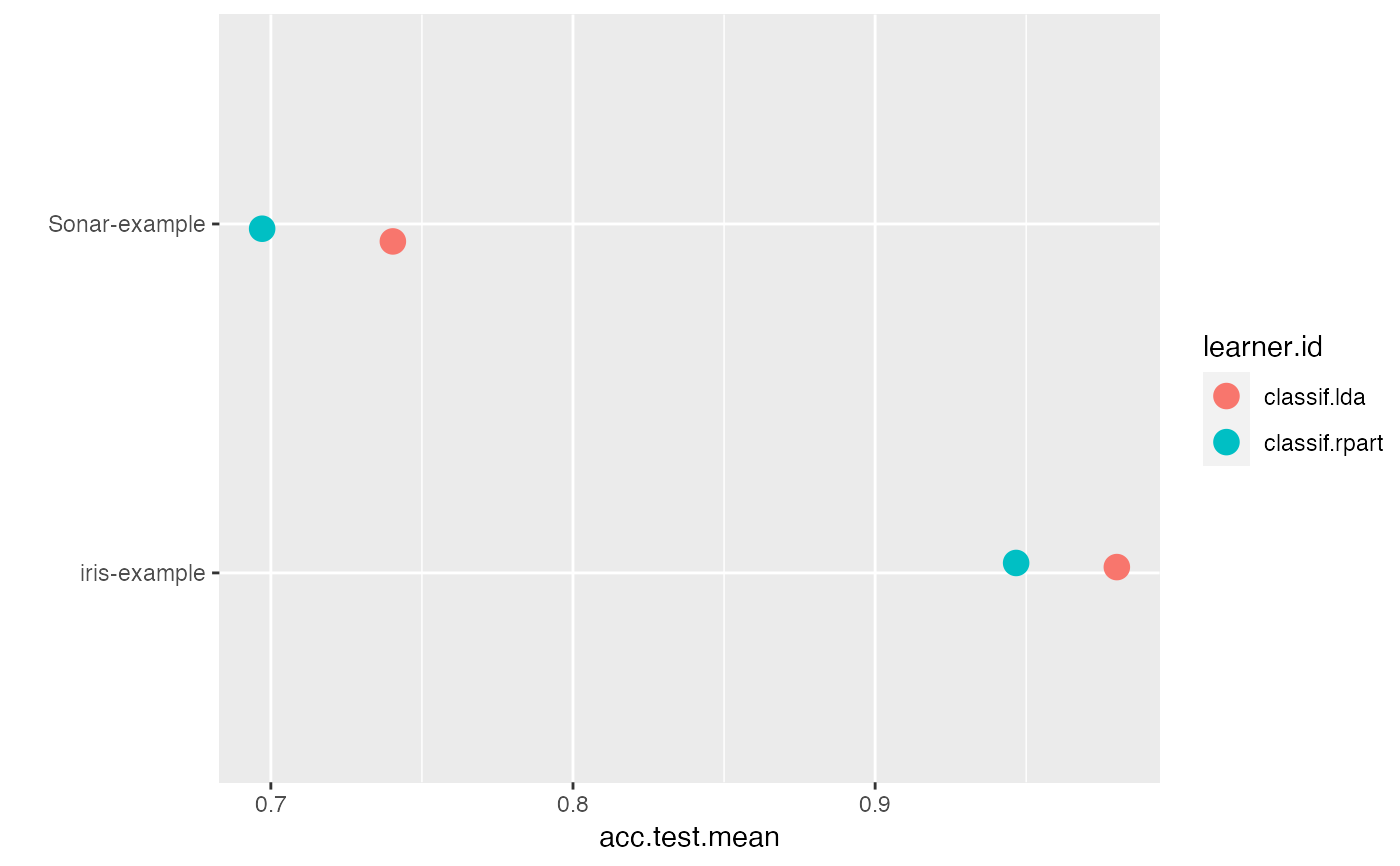 Sonar-example
iris-example
0.7
0.8
0.9
acc.test.mean
learner.id
classif.lda
classif.rpart